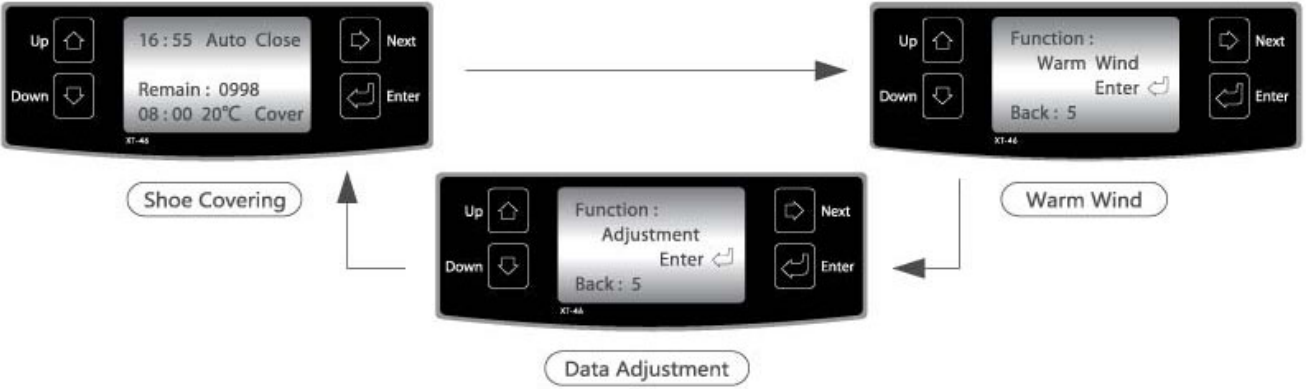 Up
16:55 Auto Close
Next
Remain: 0998
Down
08:00 20℃ Cover
Enter
XT-46
Shoe Covering
Up
Function:
Next
Warm Wind
Enter
Down
Back: 5
Enter
XT-46
Warm Wind
Up
Function:
Next
Adjustment
Enter
Down
Back: 5
Enter
XT-46
Data Adjustment